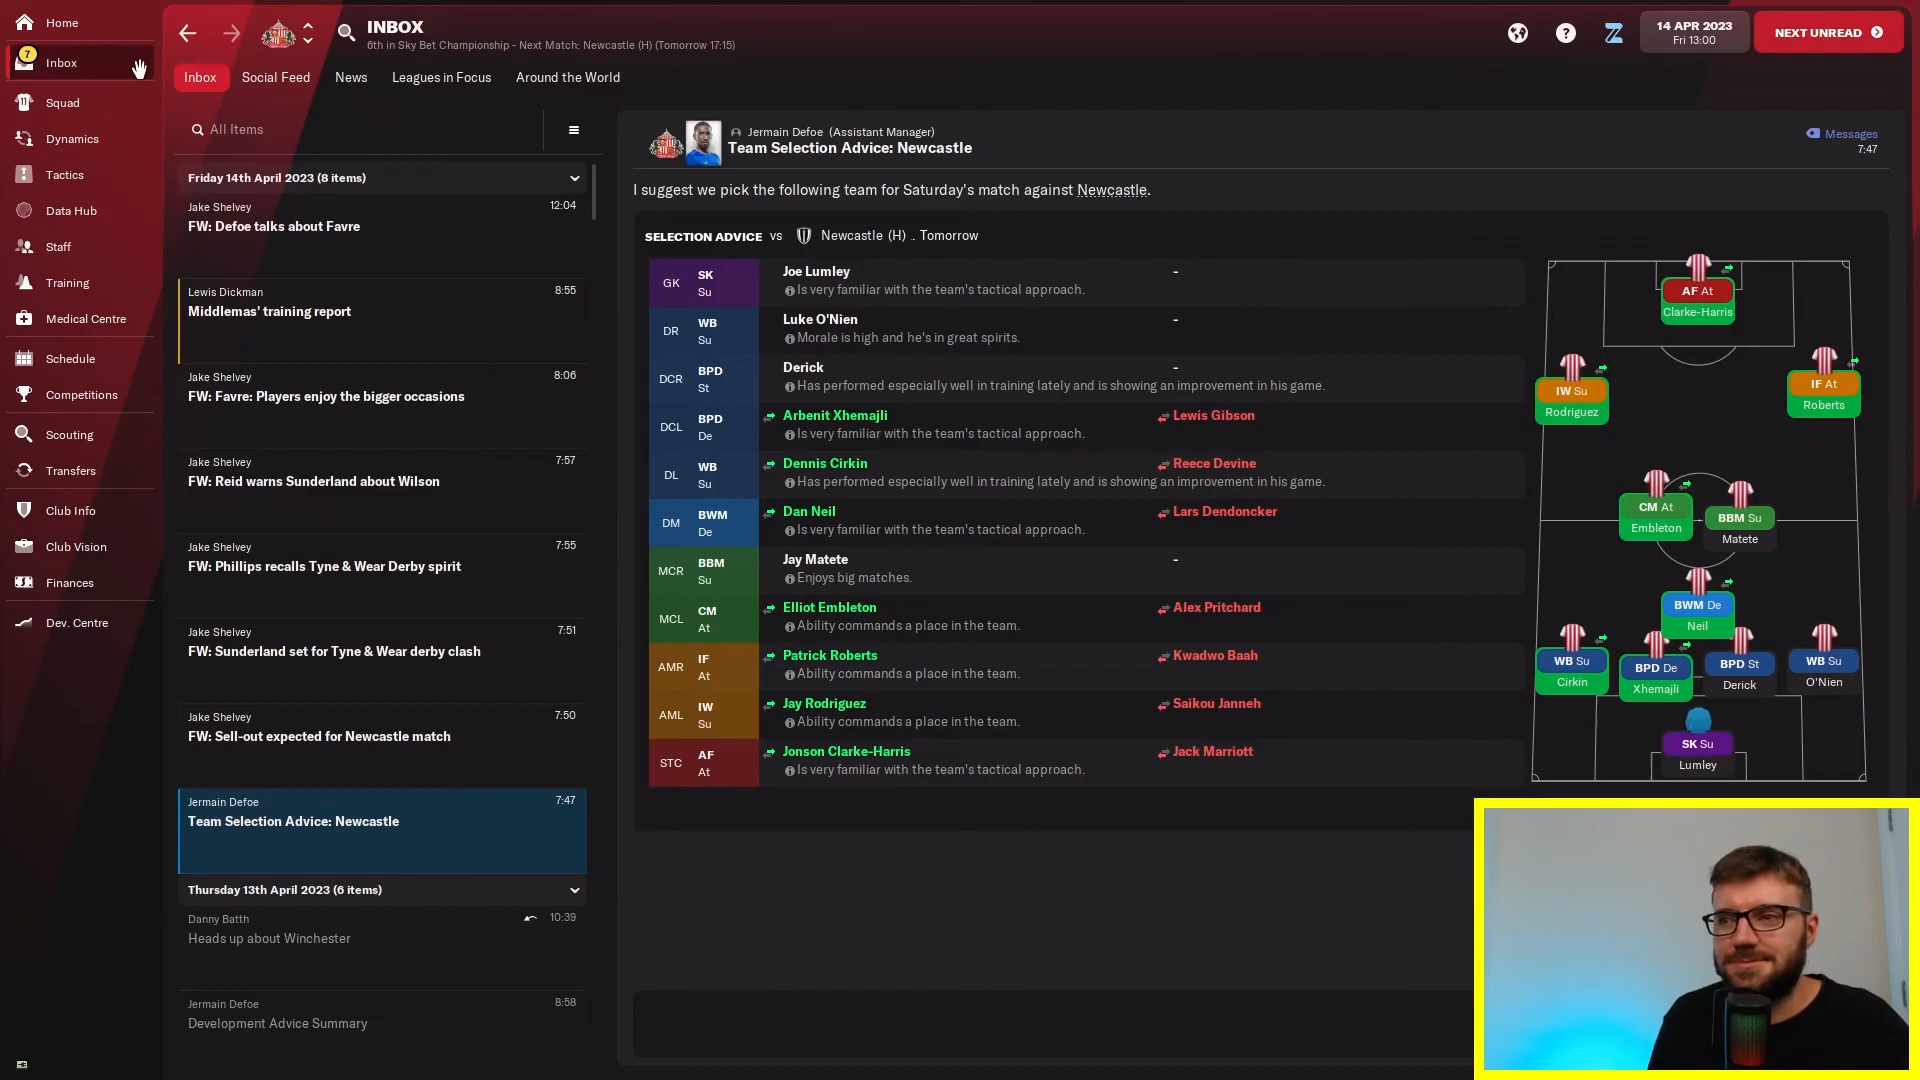 Home
7
Inbox
Squad
Dynamics
Tactics
Data Hub
Staff
Training
Medical Centre
Schedule
Competitions
Scouting
Transfers
Club Info
Club Vision
Finances
Dev. Centre
INBOX
6th in Sky Bet Championship - Next Match: Newcastle (H) (Tomorrow 17:15)
14 APR 2023
Fri 13:00
NEXT UNREAD
Inbox
Social Feed
News
Leagues in Focus
Around the World
All Items
Friday 14th April 2023 (8 items)
Jake Shelvey 12:04
FW: Defoe talks about Favre
Lewis Dickman 8:55
Middlemas' training report
Jake Shelvey 8:06
FW: Favre: Players enjoy the bigger occasions
Jake Shelvey 7:57
FW: Reid warns Sunderland about Wilson
Jake Shelvey 7:55
FW: Phillips recalls Tyne & Wear Derby spirit
Jake Shelvey 7:51
FW: Sunderland set for Tyne & Wear derby clash
Jake Shelvey 7:50
FW: Sell-out expected for Newcastle match
Jermain Defoe 7:47
Team Selection Advice: Newcastle
Thursday 13th April 2023 (6 items)
Danny Batth 10:39
Heads up about Winchester
Jermain Defoe 8:58
Development Advice Summary
Jermain Defoe (Assistant Manager)
Team Selection Advice: Newcastle
Messages
7:47
I suggest we pick the following team for Saturday's match against Newcastle.
SELECTION ADVICE vs Newcastle (H) .. Tomorrow
GK SK Su Joe Lumley -
Is very familiar with the team's tactical approach.
DR WB Su Luke O'Nien -
Morale is high and he's in great spirits.
DCR BPD St Derick -
Has performed especially well in training lately and is showing an improvement in his game.
DCL BPD De Arbenit Xhemajli Lewis Gibson
Is very familiar with the team's tactical approach.
DL WB Su Dennis Cirkin Reece Devine
Has performed especially well in training lately and is showing an improvement in his game.
DM BWM De Dan Neil Lars Dendoncker
Is very familiar with the team's tactical approach.
MCR BBM Su Jay Matete -
Enjoys big matches.
MCL CM At Elliot Embleton Alex Pritchard
Ability commands a place in the team.
AMR IF At Patrick Roberts Kwadwo Baah
Ability commands a place in the team.
AML IW Su Jay Rodriguez Saikou Janneh
Ability commands a place in the team.
STC AF At Jonson Clarke-Harris Jack Marriott
Is very familiar with the team's tactical approach.
AF At
Clarke-Harris
IW Su
Rodriguez
IF At
Roberts
CM At
Embleton
BBM Su
Matete
BWM De
Neil
WB Su
Cirkin
BPD De
Xhemajli
BPD St
Derick
WB Su
O'Nien
SK Su
Lumley